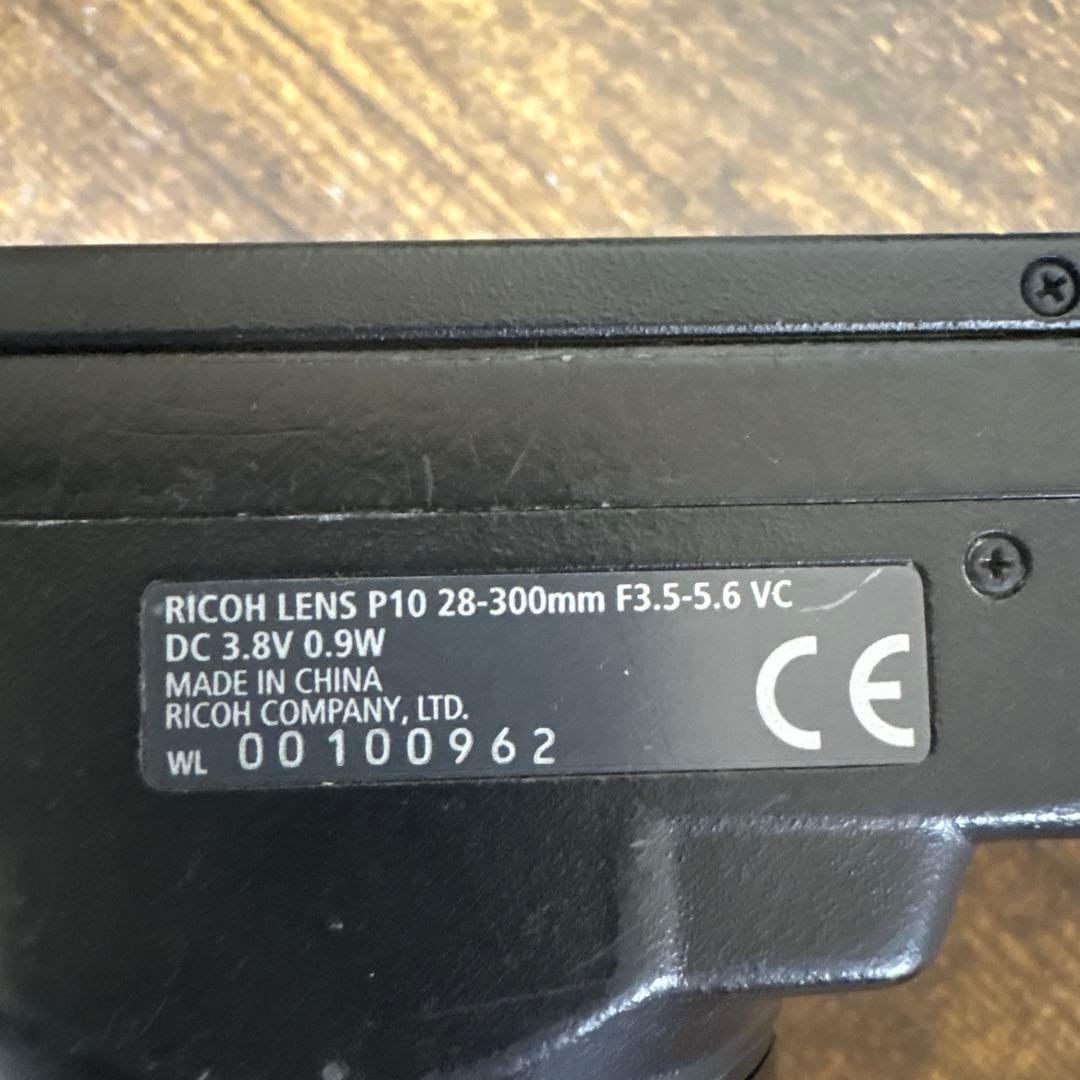 RICOH LENS P10 28-300mm F3.5-5.6 VC
DC 3.8V 0.9W
MADE IN CHINA
RICOH COMPANY, LTD.
WL 00100962
CE